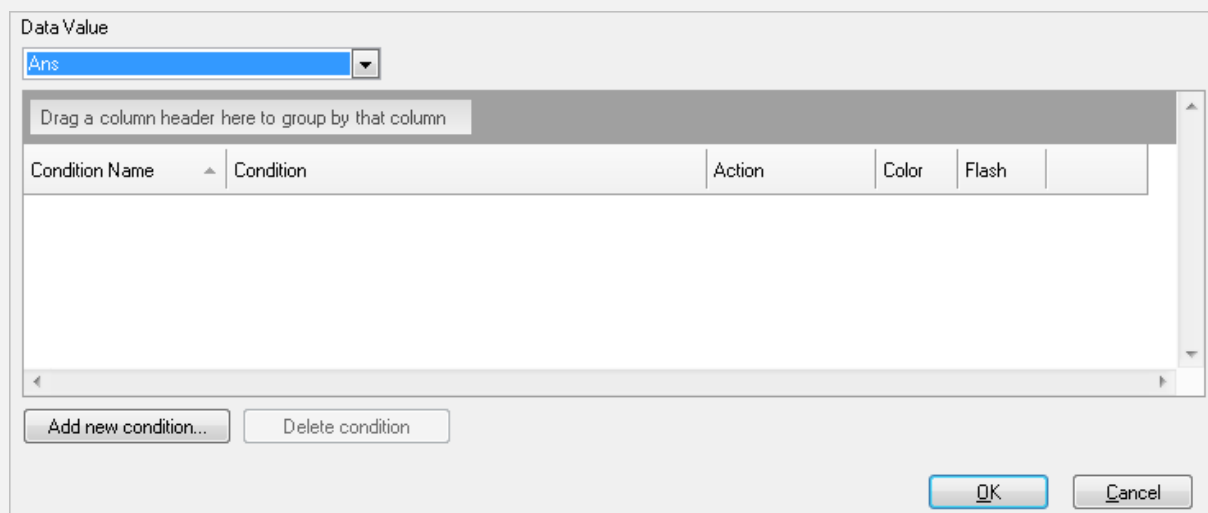 Data Value
Ans
Drag a column header here to group by that column
Condition Name Condition Action Color Flash
Add new condition... Delete condition
OK Cancel